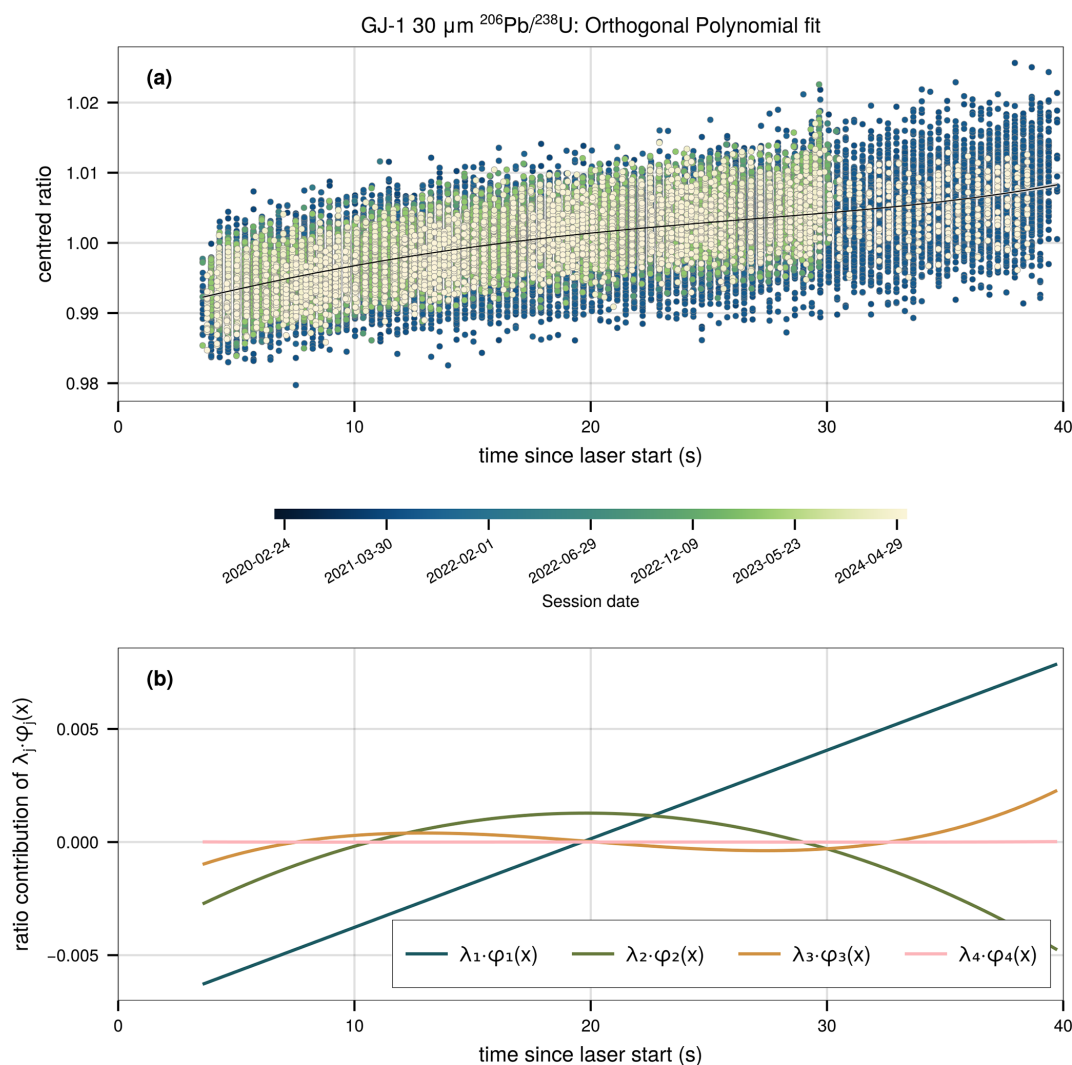 GJ-1 30 μm ²⁰⁶Pb/²³⁸U: Orthogonal Polynomial fit
(a)
centred ratio
1.02
1.01
1.00
0.99
0.98
0 10 20 30 40
time since laser start (s)
2020-02-24 2021-03-30 2022-02-01 2022-06-29 2022-12-09 2023-05-23 2024-04-29
Session date
(b)
ratio contribution of λⱼ·φⱼ(x)
0.005
0.000
−0.005
λ₁·φ₁(x) λ₂·φ₂(x) λ₃·φ₃(x) λ₄·φ₄(x)
0 10 20 30 40
time since laser start (s)